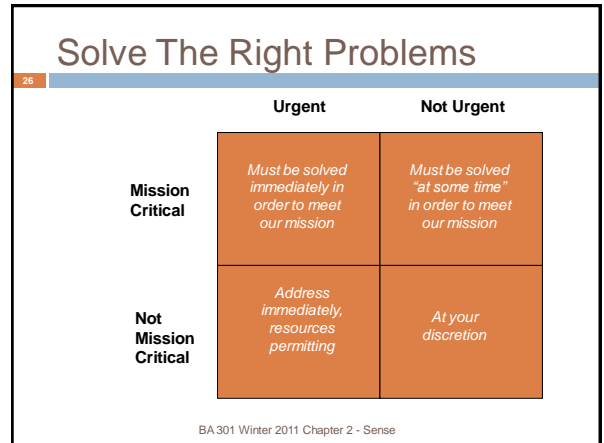 Solve The Right Problems
26
Urgent
Not Urgent
Mission
Critical
Must be solved
immediately in
order to meet
our mission
Must be solved
“at some time”
in order to meet
our mission
Not
Mission
Critical
Address
immediately,
resources
permitting
At your
discretion
BA 301 Winter 2011 Chapter 2 - Sense